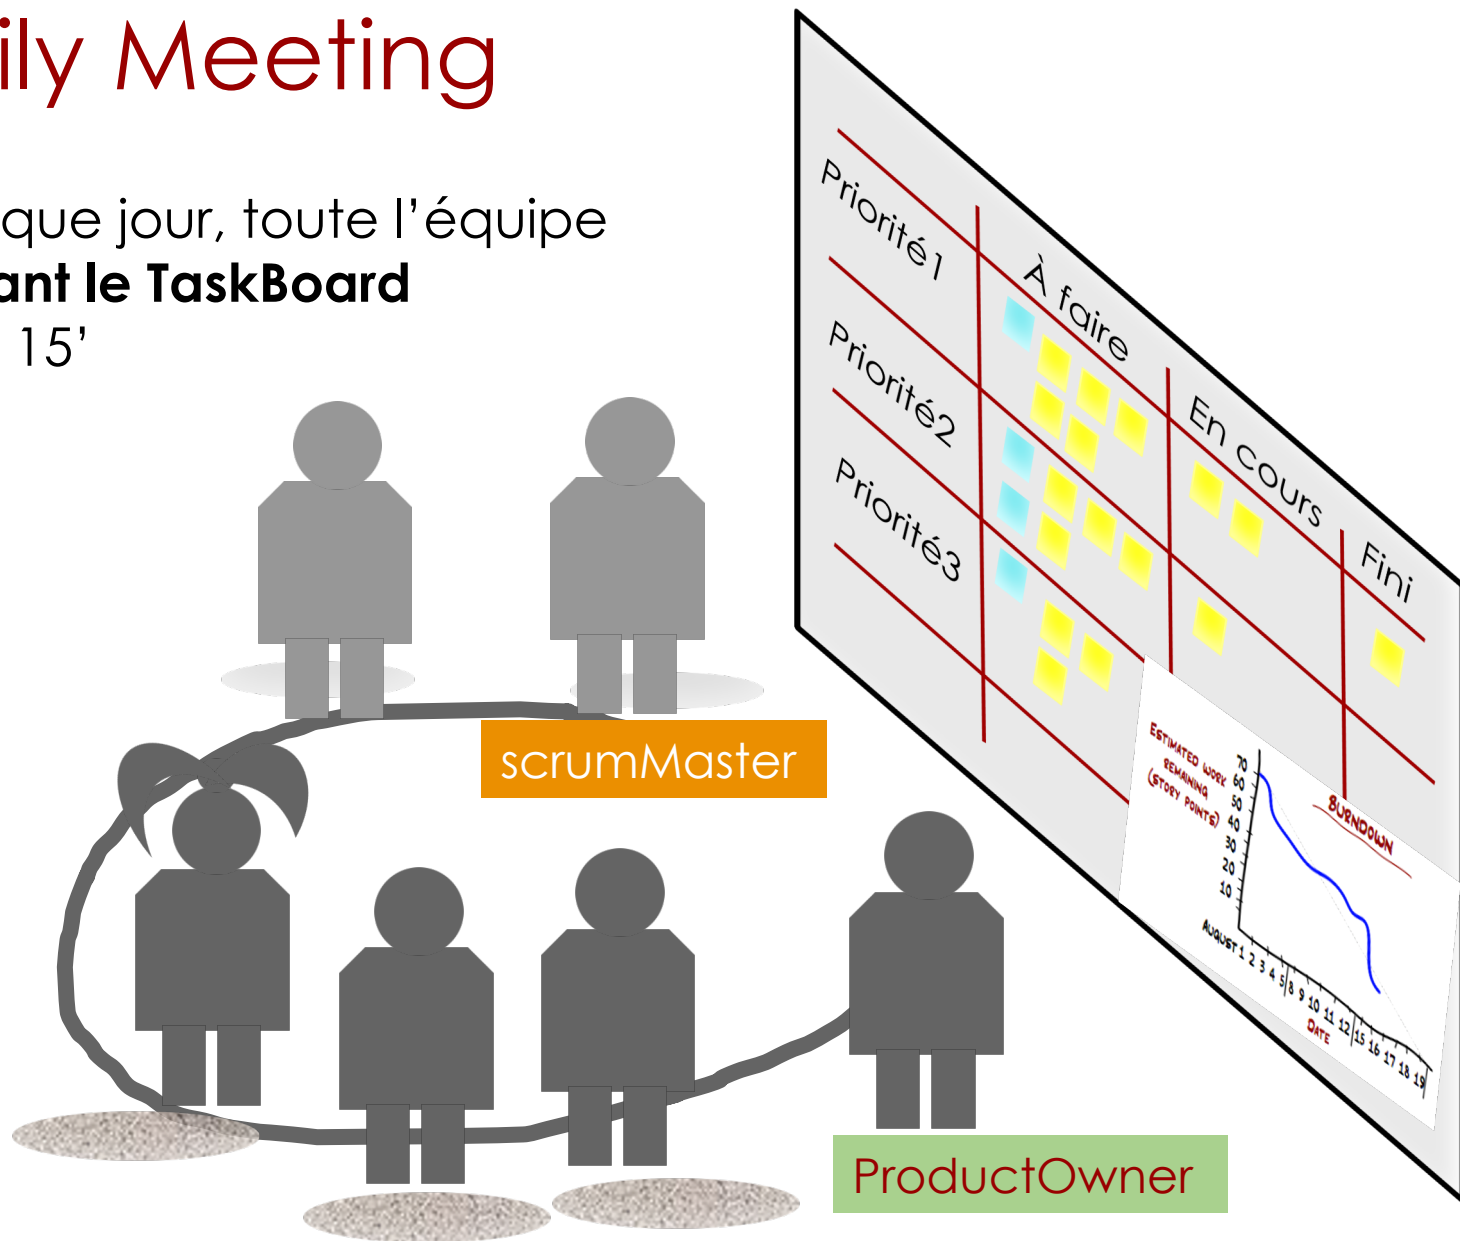 ily Meeting
que jour, toute l’équipe
ant le TaskBoard
15’
Priorité1
À faire
En cours
Fini
Priorité2
Priorité3
scrumMaster
ProductOwner
BURNDOWN
ESTIMATED WORK
REMAINING
(STORY POINTS)
70
60
50
40
30
20
10
AUGUST 1 2 3 4 5 8 9 10 11 12 15 16 17 18 19
DATE